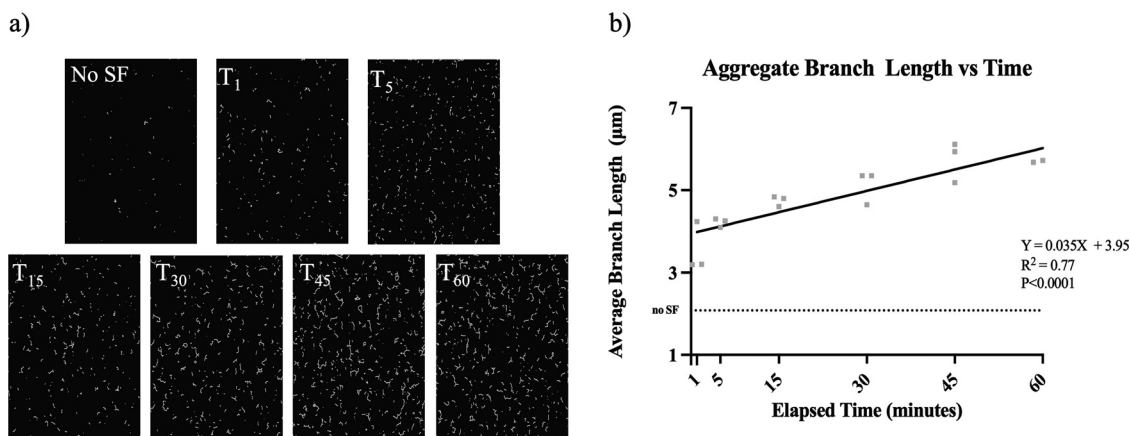 a)
No SF
T1
T5
T15
T30
T45
T60
b)
Aggregate Branch Length vs Time
Average Branch Length (μm)
7
5
3
no SF
1
Y = 0.035X + 3.95
R2 = 0.77
P<0.0001
1 5 15 30 45 60
Elapsed Time (minutes)